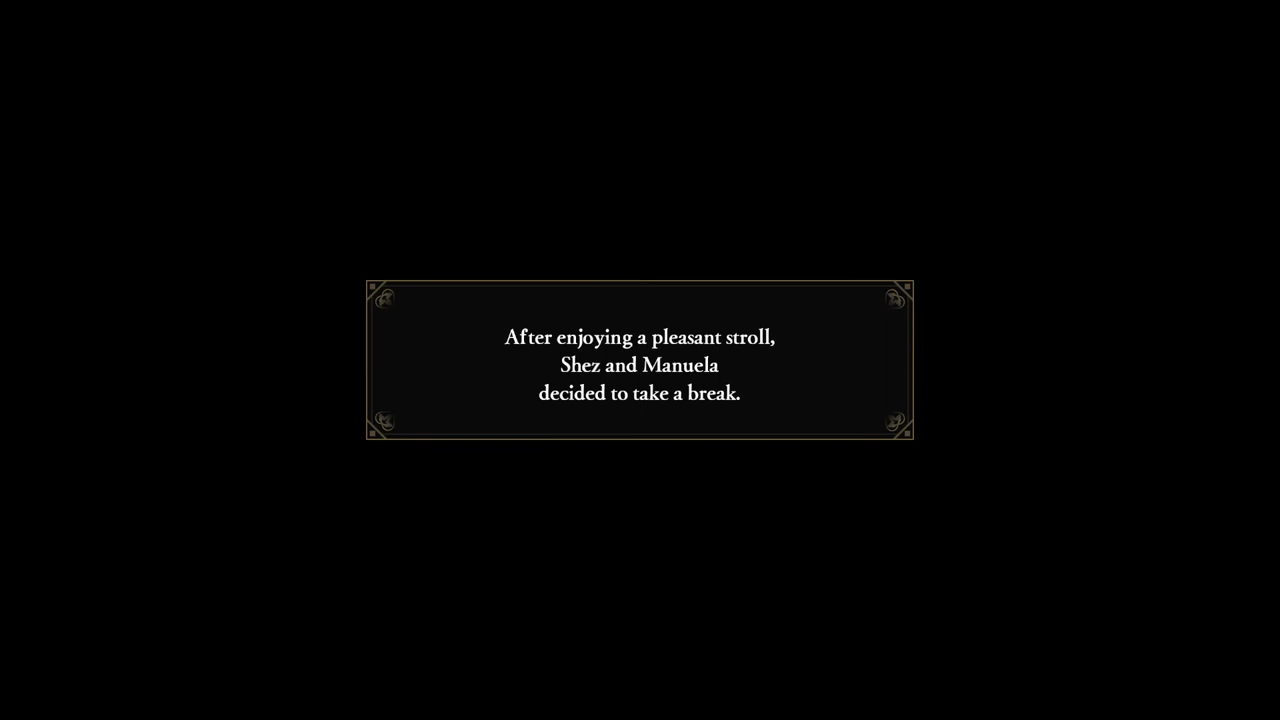 After enjoying a pleasant stroll,
Shez and Manuela
decided to take a break.